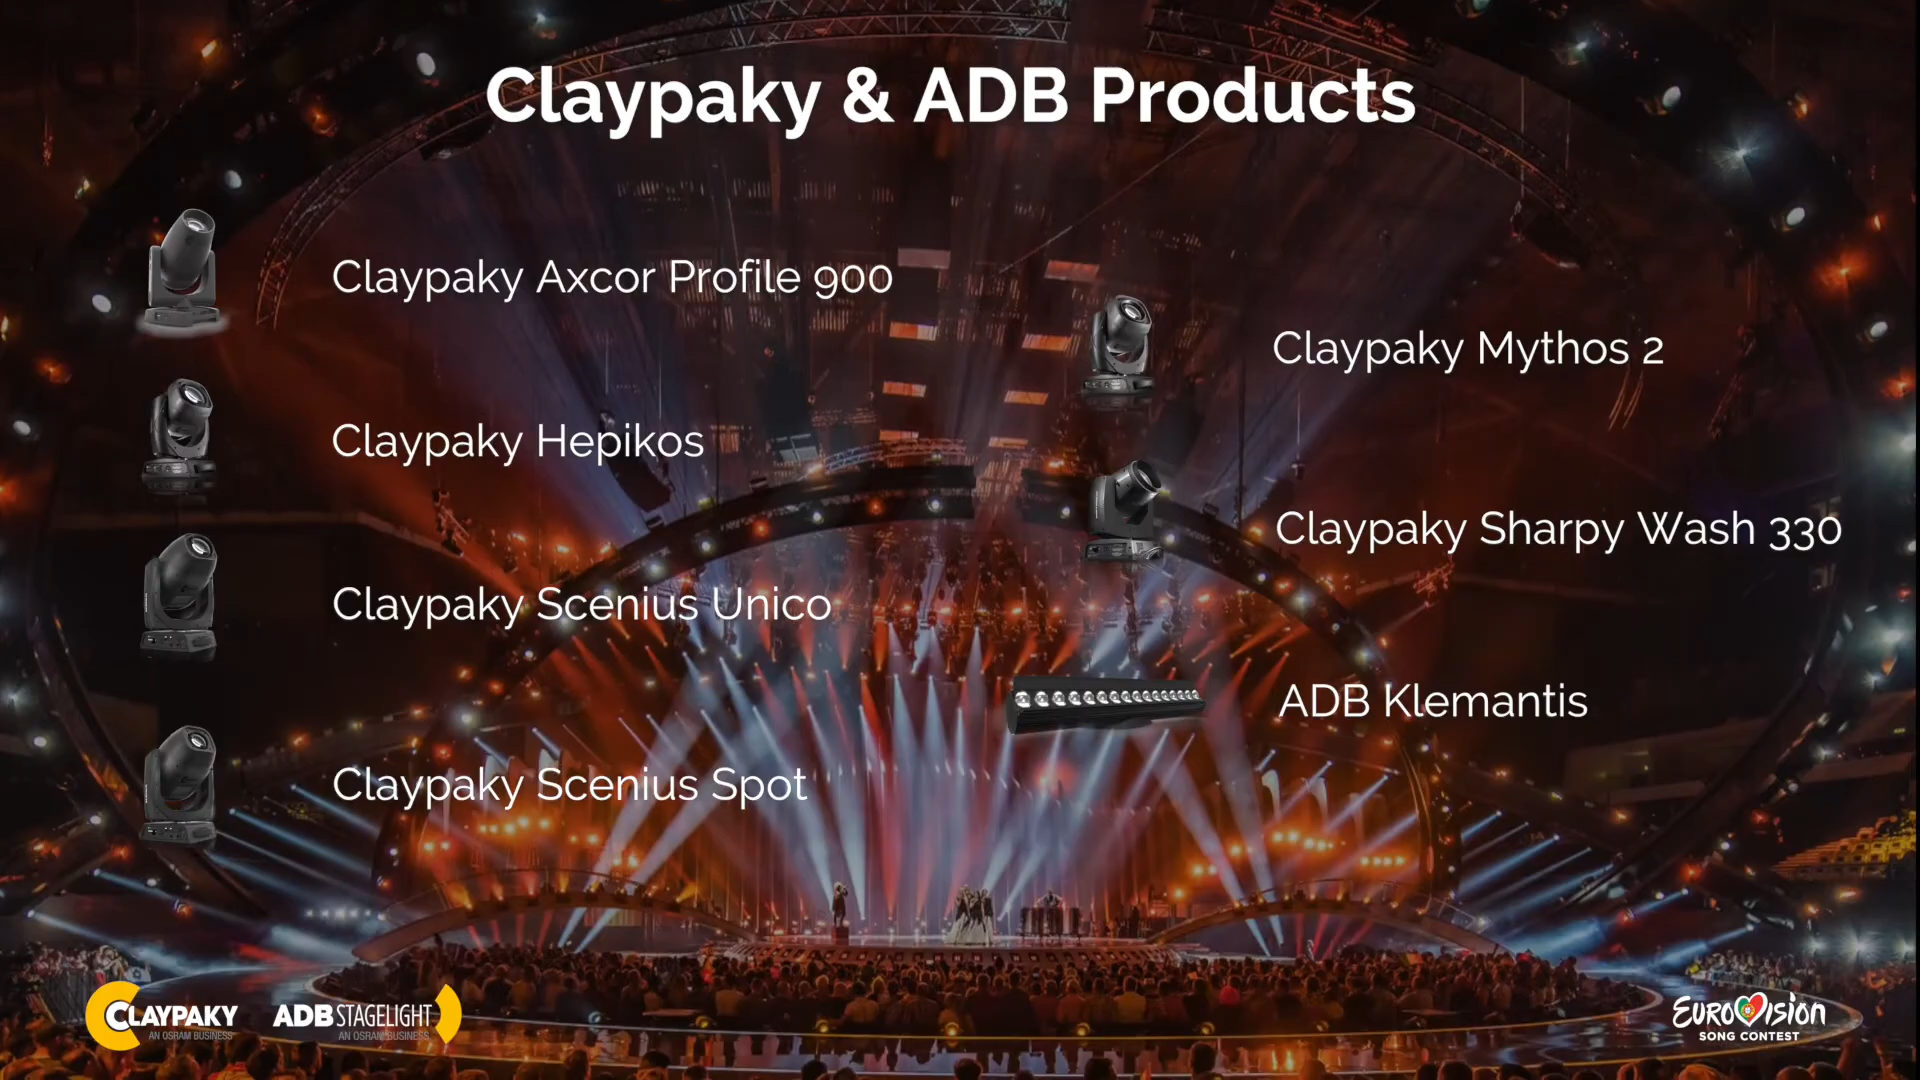 Claypaky & ADB Products
Claypaky Axcor Profile 900
Claypaky Hepikos
Claypaky Scenius Unico
Claypaky Scenius Spot
Claypaky Mythos 2
Claypaky Sharpy Wash 330
ADB Klemantis
CLAYPAKY
AN OSRAM BUSINESS
ADB STAGELIGHT
AN OSRAM BUSINESS
EUROVISION
SONG CONTEST